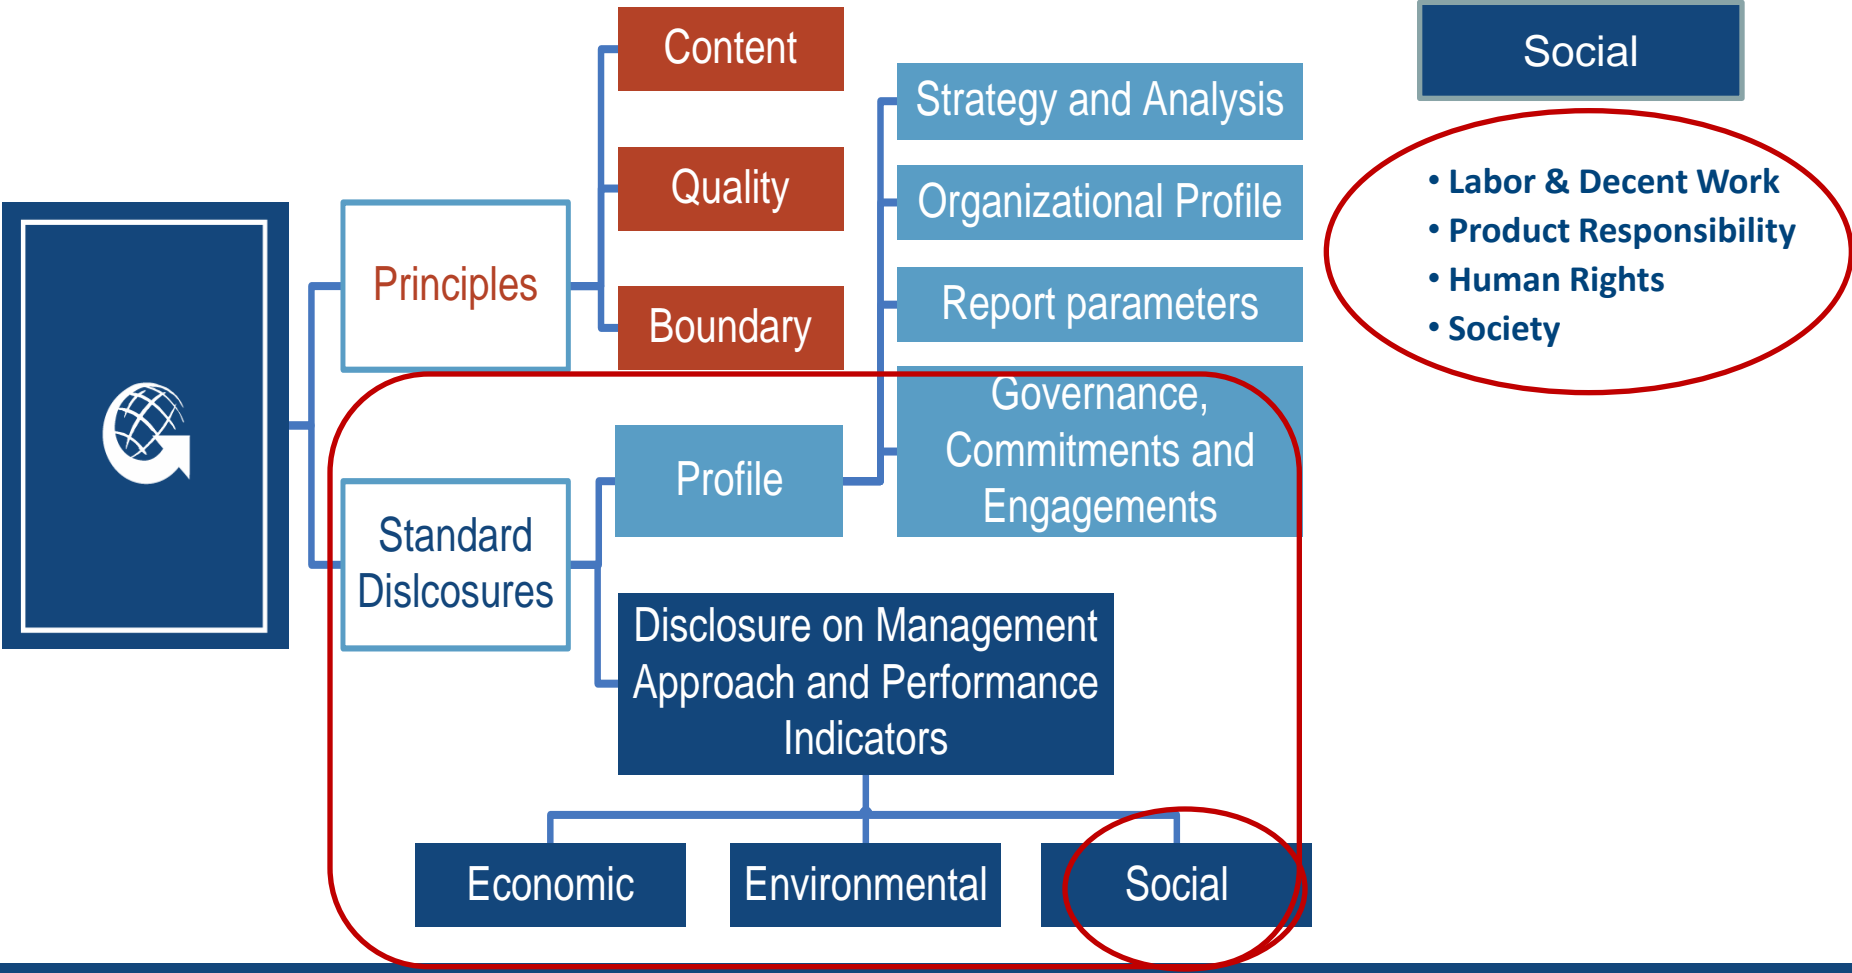 Content
Quality
Boundary
Principles
Strategy and Analysis
Organizational Profile
Report parameters
Governance,
Commitments and
Engagements
Profile
Standard
Dislcosures
Disclosure on Management
Approach and Performance
Indicators
Economic
Environmental
Social
Social
• Labor & Decent Work
• Product Responsibility
• Human Rights
• Society